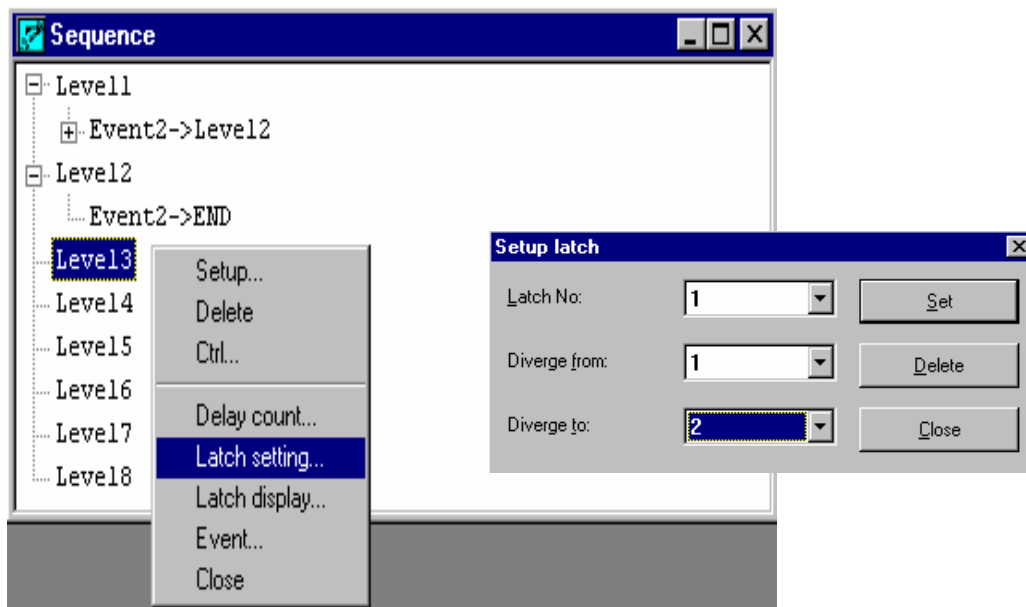 Sequence
Level1
Event2->Level2
Level2
Event2->END
Level3
Level4
Level5
Level6
Level7
Level8
Setup...
Delete
Ctrl...
Delay count...
Latch setting...
Latch display...
Event...
Close
Setup latch
Latch No:
1
Set
Diverge from:
1
Delete
Diverge to:
2
Close